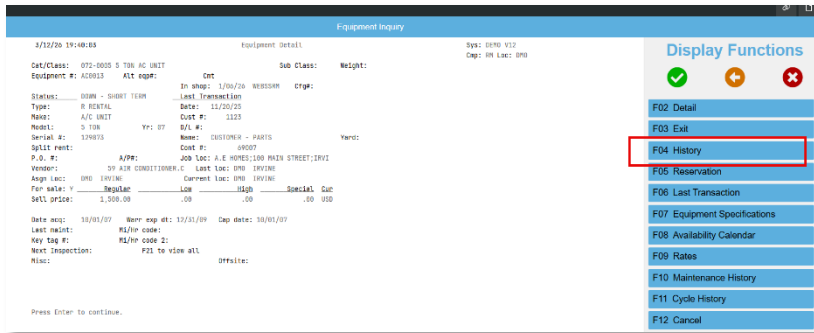 Equipment Inquiry
3/12/26 19:40:03 Equipment Detail Sys: DEMO V12
Cmp: RM Loc: DMO
Cat/Class: 072-0035 5 TON AC UNIT Sub Class: Weight:
Equipment #: AC0013 Alt eqp#: Cmt
In shop: 1/06/26 WEBSSRM Cfg#:
Status: DOWN - SHORT TERM Last Transaction
Type: R RENTAL Date: 11/20/25
Make: A/C UNIT Cust #: 1123
Model: 5 TON Yr: 07 D/L #:
Serial #: 129873 Name: CUSTOMER - PARTS Yard:
Split rent: Cont #: 69007
P.O. #: A/P#: Job Loc: A.E HOMES;100 MAIN STREET;IRVI
Vendor: 59 AIR CONDITIONER.C Last loc: DMO IRVINE
Asgn Loc: DMO IRVINE Current loc: DMO IRVINE
For sale: Y Regular Low High Special Cur
Sell price: 1,500.00 .00 .00 .00 USD
Date acq: 10/01/07 Warr exp dt: 12/31/09 Cap date: 10/01/07
Last maint: Mi/Hr code:
Key tag #: Mi/Hr code 2:
Next Inspection: F21 to view all
Misc: Offsite:
Press Enter to continue.
Display Functions
F02 Detail
F03 Exit
F04 History
F05 Reservation
F06 Last Transaction
F07 Equipment Specifications
F08 Availability Calendar
F09 Rates
F10 Maintenance History
F11 Cycle History
F12 Cancel